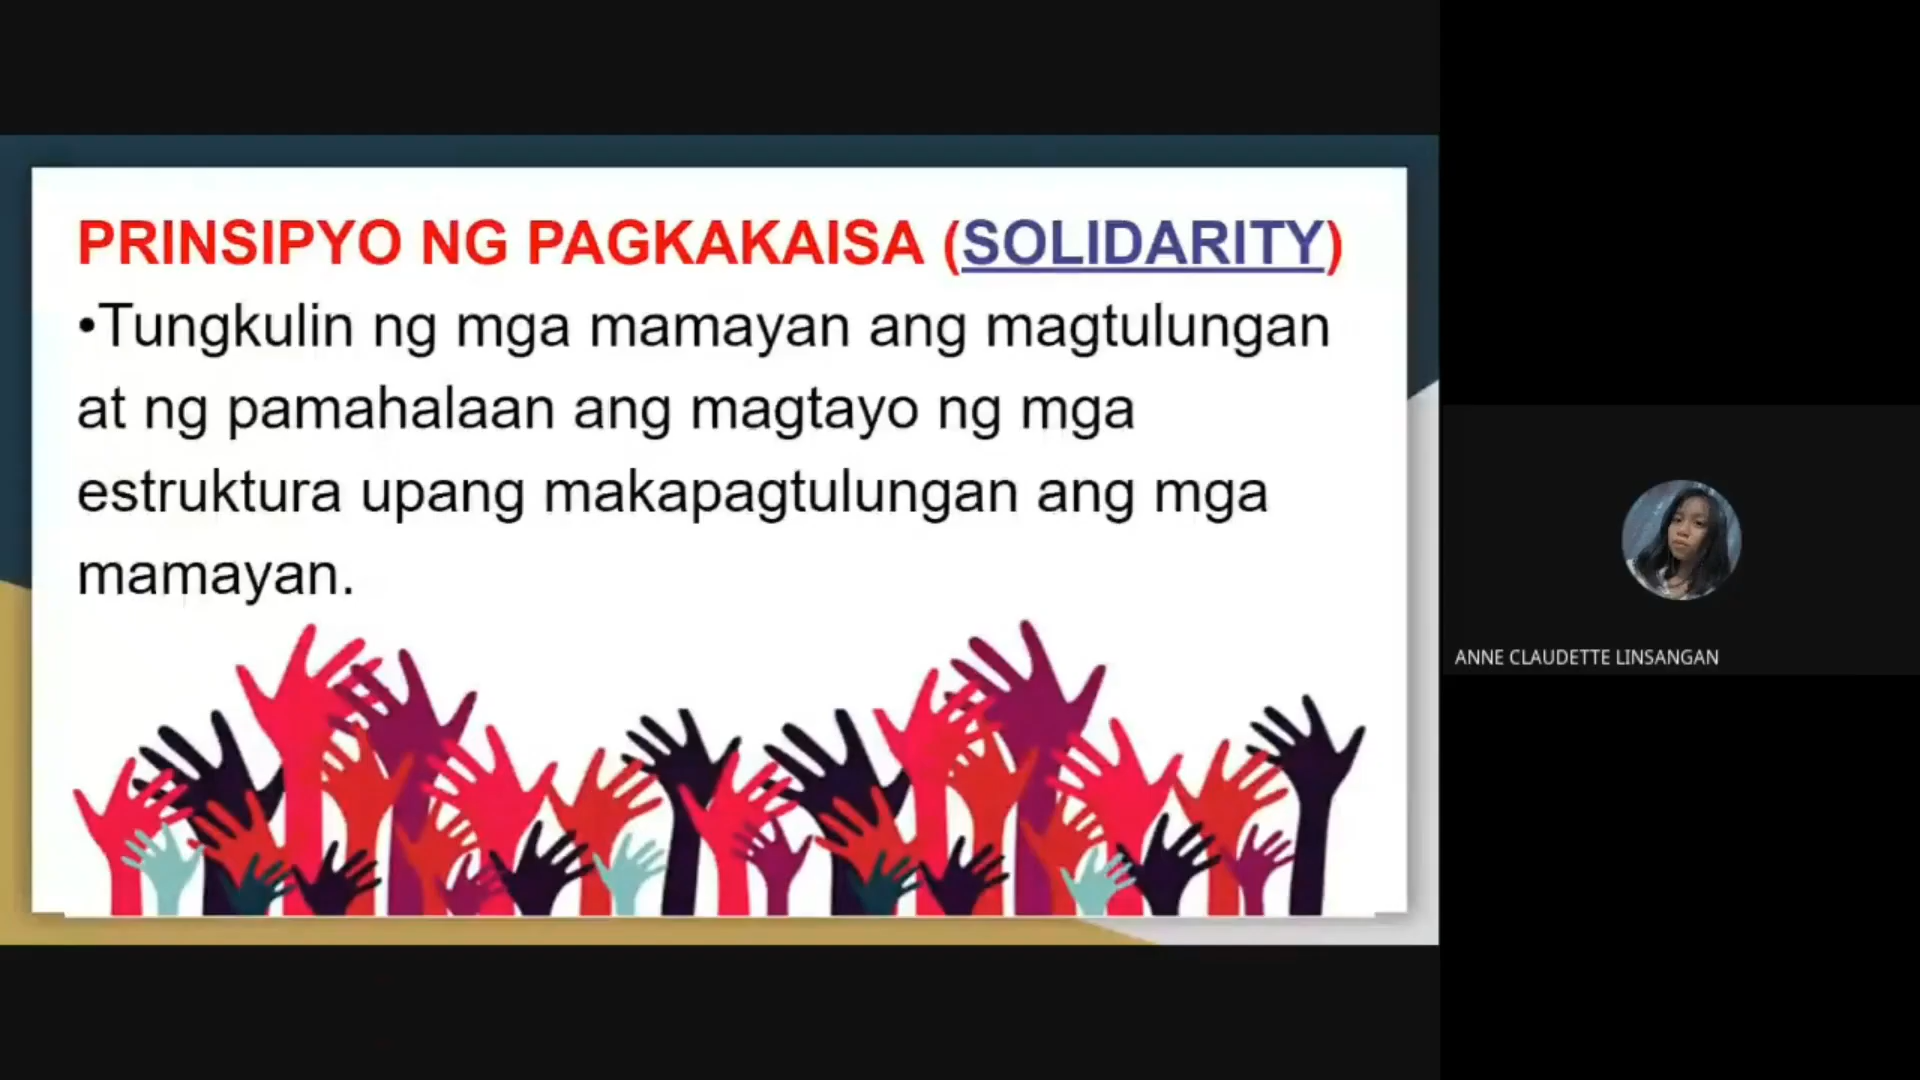 PRINSIPYO NG PAGKAKAISA (SOLIDARITY)
•Tungkulin ng mga mamayan ang magtulungan
at ng pamahalaan ang magtayo ng mga
estruktura upang makapagtulungan ang mga
mamayan.
ANNE CLAUDETTE LINSANGAN